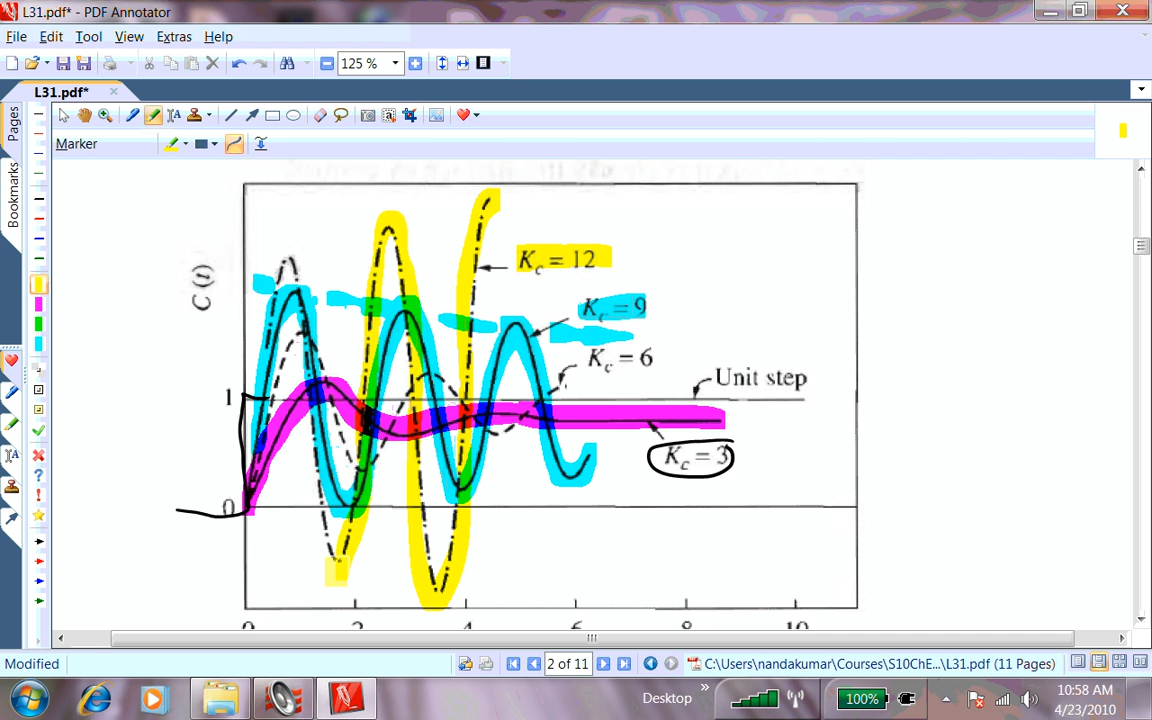 L31.pdf* - PDF Annotator
File Edit Tool View Extras Help
125 %
L31.pdf*
Marker
Pages
Bookmarks
C (t)
K_c = 12
K_c = 9
K_c = 6
1
Unit step
K_c = 3
0
0 2 4 6 8 10
Modified
2 of 11
C:\Users\nandakumar\Courses\S10ChE...\L31.pdf (11 Pages)
Desktop
100%
10:58 AM
4/23/2010